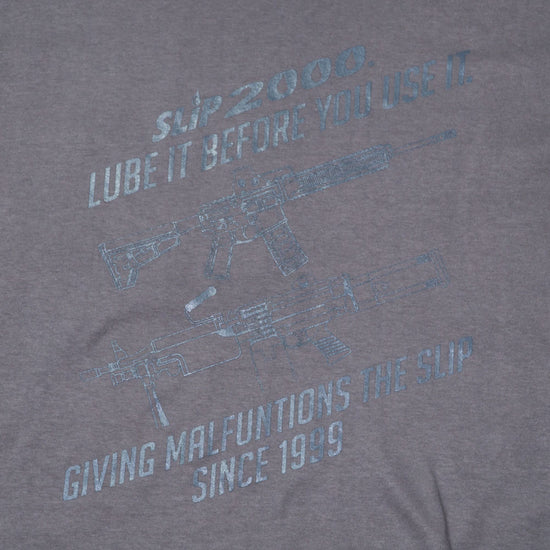 SLIP 2000.
LUBE IT BEFORE YOU USE IT.
GIVING MALFUNTIONS THE SLIP
SINCE 1999